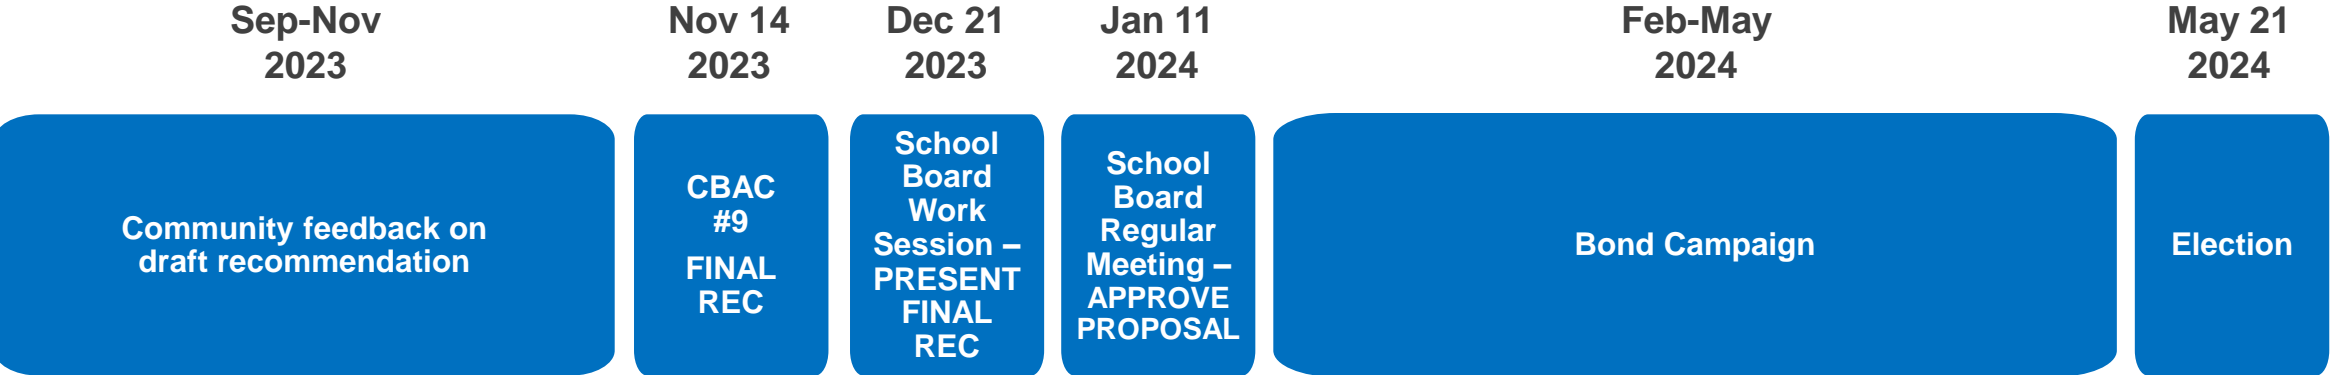 Sep-Nov
2023
Nov 14
2023
Dec 21
2023
Jan 11
2024
Feb-May
2024
May 21
2024
Community feedback on
draft recommendation
CBAC
#9
FINAL
REC
School
Board
Work
Session –
PRESENT
FINAL
REC
School
Board
Regular
Meeting –
APPROVE
PROPOSAL
Bond Campaign
Election